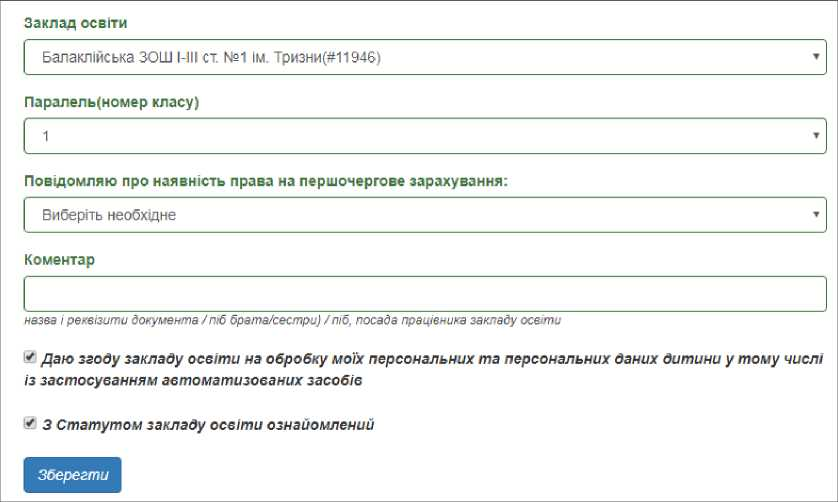 Заклад освіти
Балаклійська ЗОШ І-ІІІ ст. №1 ім. Тризни(#11946)
Паралель(номер класу)
1
Повідомляю про наявність права на першочергове зарахування:
Виберіть необхідне
Коментар
назва і реквізити документа / піб брата/сестри) / піб, посада працівника закладу освіти
Даю згоду закладу освіти на обробку моїх персональних та персональних даних дитини у тому числі
із застосуванням автоматизованих засобів
З Статутом закладу освіти ознайомлений
Зберегти